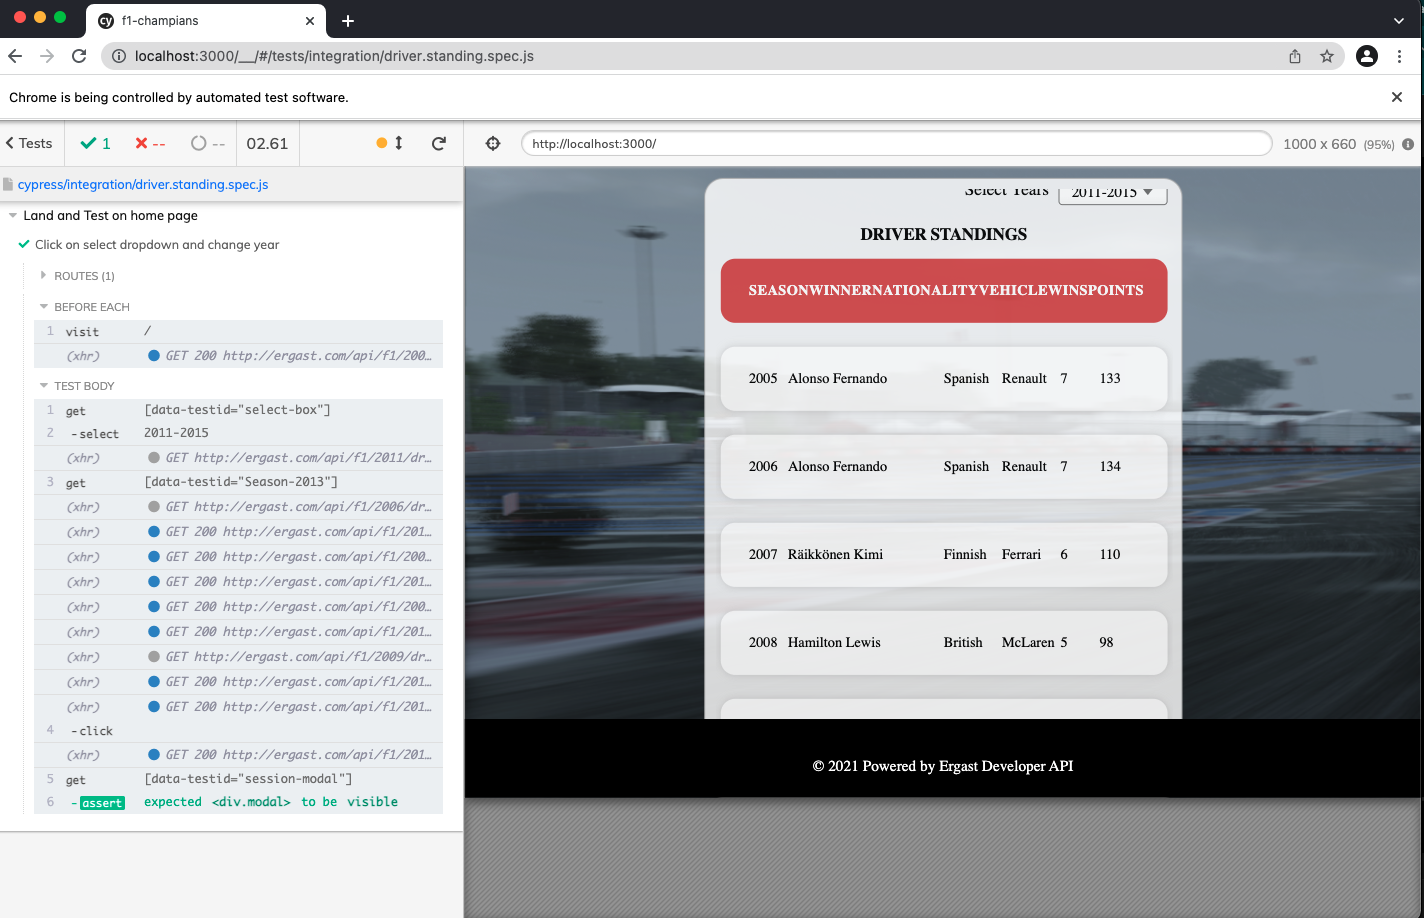 f1-champians
localhost:3000/__/#/tests/integration/driver.standing.spec.js
Chrome is being controlled by automated test software.
Tests 1 -- -- 02.61
http://localhost:3000/ 1000 x 660 (95%)
cypress/integration/driver.standing.spec.js
Land and Test on home page
Click on select dropdown and change year
ROUTES (1)
BEFORE EACH
1 visit /
(xhr) GET 200 http://ergast.com/api/f1/200...
TEST BODY
1 get [data-testid="select-box"]
2 -select 2011-2015
(xhr) GET http://ergast.com/api/f1/2011/dr...
3 get [data-testid="Season-2013"]
(xhr) GET http://ergast.com/api/f1/2006/dr...
(xhr) GET 200 http://ergast.com/api/f1/201...
(xhr) GET 200 http://ergast.com/api/f1/200...
(xhr) GET 200 http://ergast.com/api/f1/201...
(xhr) GET 200 http://ergast.com/api/f1/200...
(xhr) GET 200 http://ergast.com/api/f1/201...
(xhr) GET http://ergast.com/api/f1/2009/dr...
(xhr) GET 200 http://ergast.com/api/f1/201...
(xhr) GET 200 http://ergast.com/api/f1/201...
4 -click
(xhr) GET 200 http://ergast.com/api/f1/201...
5 get [data-testid="session-modal"]
6 -assert expected <div.modal> to be visible
Select Years 2011-2015
DRIVER STANDINGS
SEASONWINNERNATIONALITYVEHICLEWINSPOINTS
2005 Alonso Fernando Spanish Renault 7 133
2006 Alonso Fernando Spanish Renault 7 134
2007 Räikkönen Kimi Finnish Ferrari 6 110
2008 Hamilton Lewis British McLaren 5 98
© 2021 Powered by Ergast Developer API